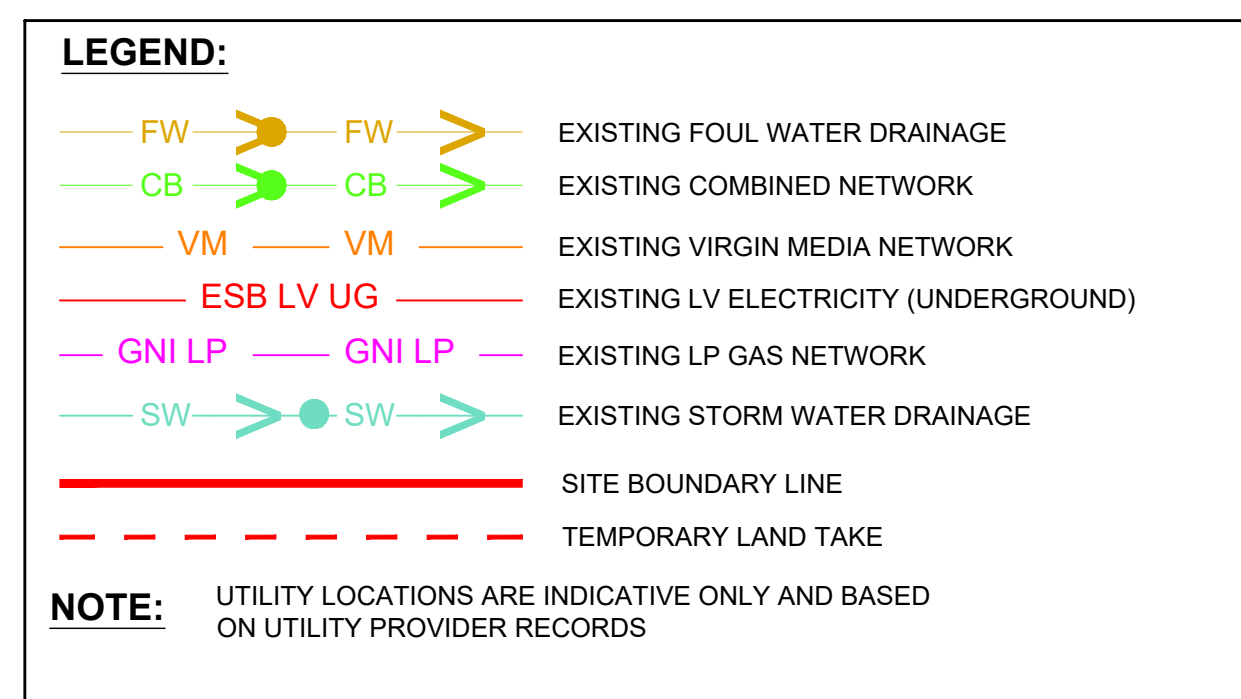 LEGEND:
FW FW EXISTING FOUL WATER DRAINAGE
CB CB EXISTING COMBINED NETWORK
VM VM EXISTING VIRGIN MEDIA NETWORK
ESB LV UG EXISTING LV ELECTRICITY (UNDERGROUND)
GNI LP GNI LP EXISTING LP GAS NETWORK
SW SW EXISTING STORM WATER DRAINAGE
SITE BOUNDARY LINE
TEMPORARY LAND TAKE
NOTE: UTILITY LOCATIONS ARE INDICATIVE ONLY AND BASED
ON UTILITY PROVIDER RECORDS